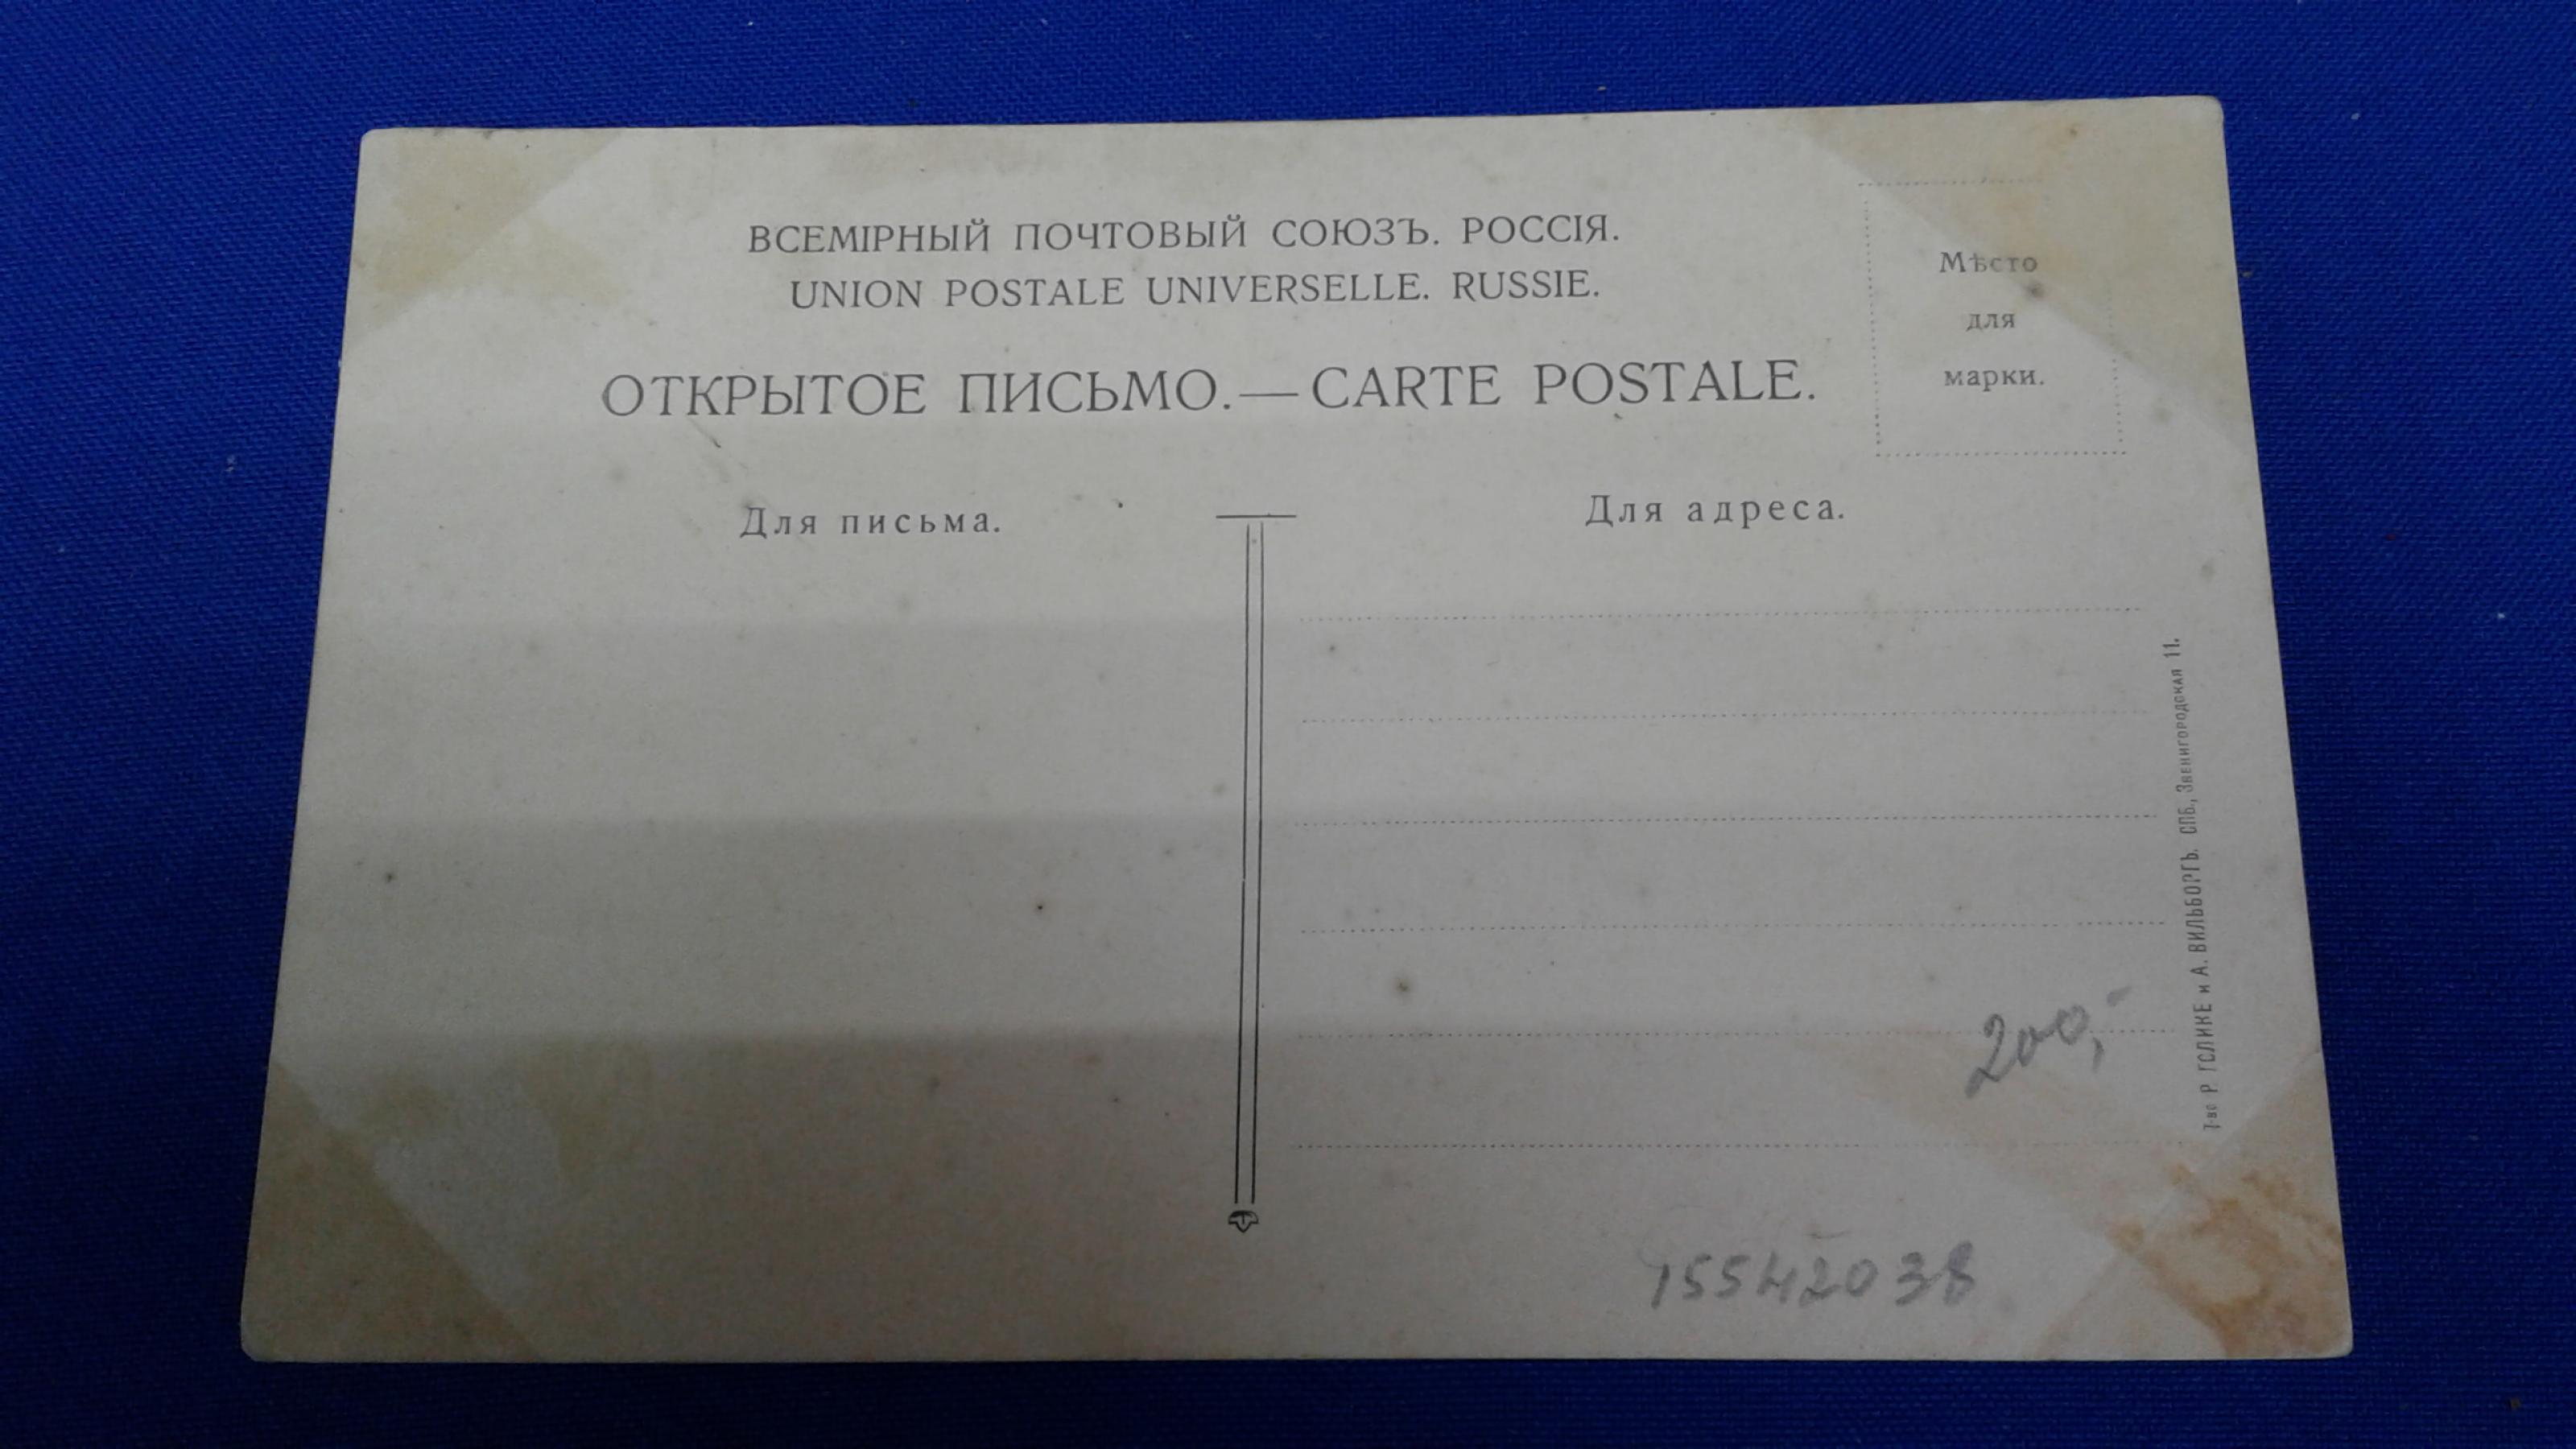 ВСЕМІРНЫЙ ПОЧТОВЫЙ СОЮЗЪ. РОССІЯ.
UNION POSTALE UNIVERSELLE. RUSSIE.
ОТКРЫТОЕ ПИСЬМО.—CARTE POSTALE.
Мѣсто
для
марки.
Для письма.
Для адреса.
Т-во Р. ГОЛИКЕ и А. ВИЛЬБОРГЪ. СПБ., Звенигородская 11.
200,-
15542038